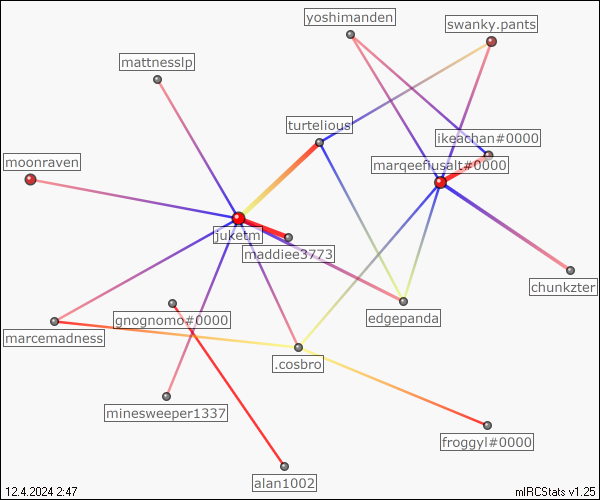 yoshimanden
swanky.pants
mattnesslp
turtelious
ikeachan#0000
moonraven
marqeefiusalt#0000
juketm
maddiee3773
chunkzter
gnognomo#0000
edgepanda
marcemadness
.cosbro
minesweeper1337
froggyl#0000
alan1002
12.4.2024 2:47
mIRCStats v1.25